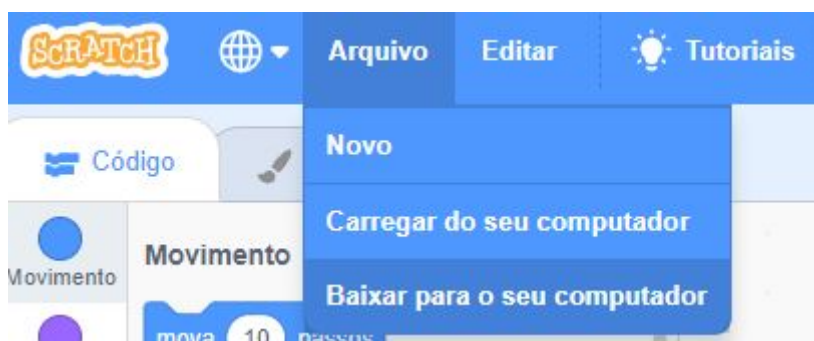 SCRATCH Arquivo Editar Tutoriais
Código
Novo
Carregar do seu computador
Baixar para o seu computador
Movimento
Movimento
mova 10 passos